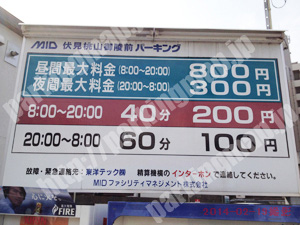 MID 伏見桃山御陵前パーキング
昼間最大料金(8:00~20:00) 800円
夜間最大料金(20:00~8:00) 300円
8:00~20:00 40分 200円
20:00~8:00 60分 100円
故障・緊急連絡先:東洋テック㈱ 精算機横のインターホンで連絡してください。
MIDファシリティマネジメント株式会社
FIRE